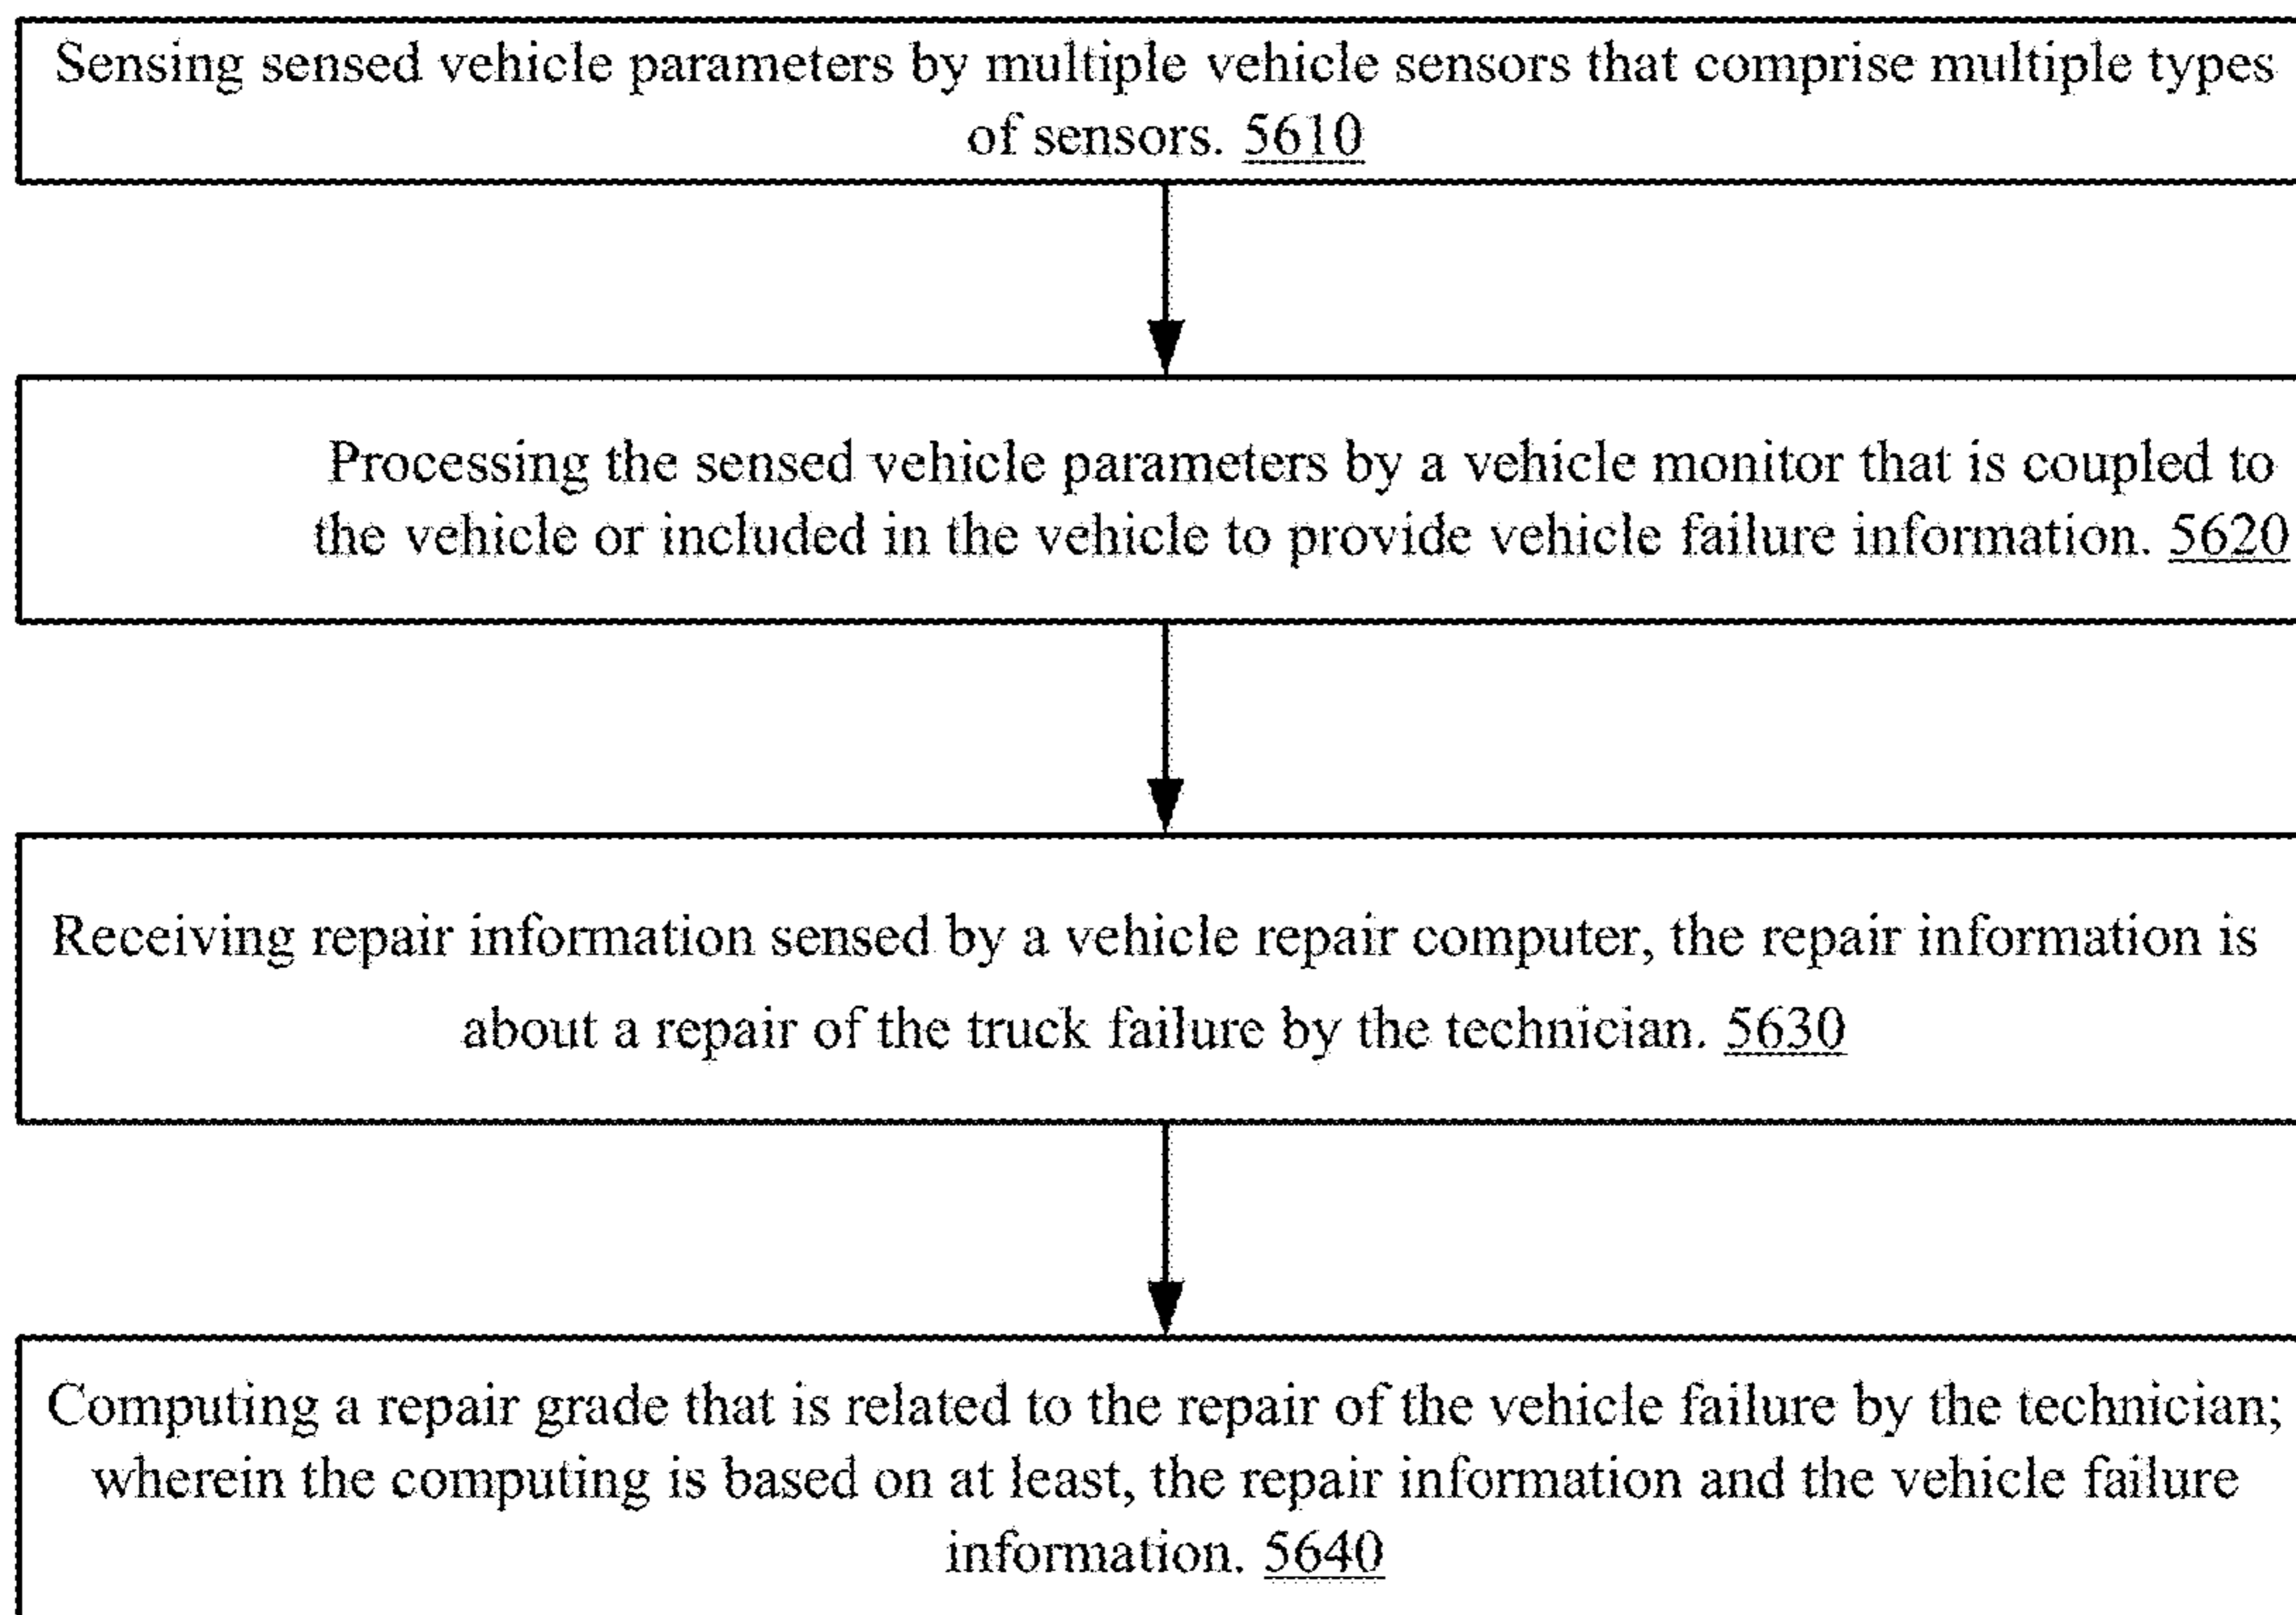 Sensing sensed vehicle parameters by multiple vehicle sensors that comprise multiple types
of sensors. 5610
Processing the sensed vehicle parameters by a vehicle monitor that is coupled to
the vehicle or included in the vehicle to provide vehicle failure information. 5620
Receiving repair information sensed by a vehicle repair computer, the repair information is
about a repair of the truck failure by the technician. 5630
Computing a repair grade that is related to the repair of the vehicle failure by the technician;
wherein the computing is based on at least, the repair information and the vehicle failure
information. 5640